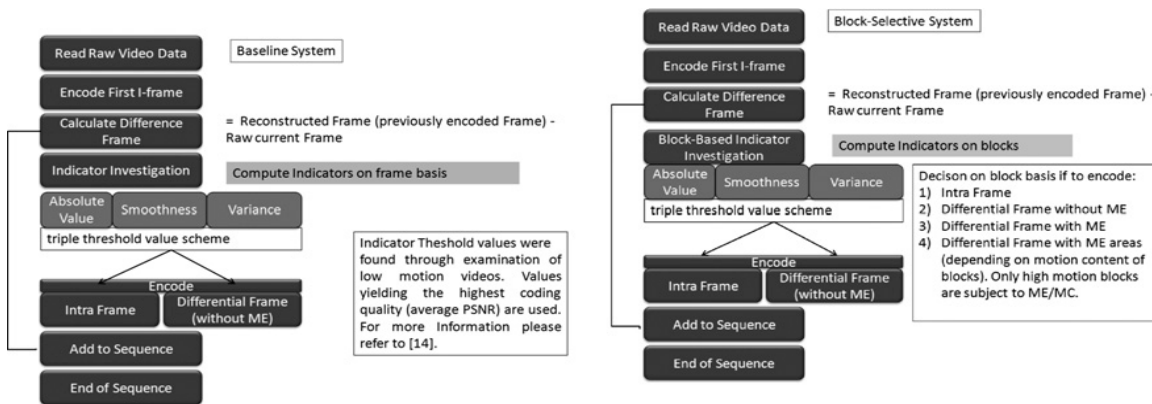 Read Raw Video Data
Baseline System
Encode First I-frame
Calculate Difference
Frame
= Reconstructed Frame (previously encoded Frame) -
Raw current Frame
Indicator Investigation
Compute Indicators on frame basis
Absolute
Value
Smoothness
Variance
triple threshold value scheme
Indicator Theshold values were
found through examination of
low motion videos. Values
yielding the highest coding
quality (average PSNR) are used.
For more Information please
refer to [14].
Encode
Intra Frame
Differential Frame
(without ME)
Add to Sequence
End of Sequence
Block-Selective System
Read Raw Video Data
Encode First I-frame
Calculate Difference
Frame
= Reconstructed Frame (previously encoded Frame) -
Raw current Frame
Block-Based Indicator
Investigation
Compute Indicators on blocks
Absolute
Value
Smoothness
Variance
triple threshold value scheme
Decison on block basis if to encode:
1) Intra Frame
2) Differential Frame without ME
3) Differential Frame with ME
4) Differential Frame with ME areas
(depending on motion content of
blocks). Only high motion blocks
are subject to ME/MC.
Encode
Intra Frame
Differential Frame
(without ME)
Add to Sequence
End of Sequence